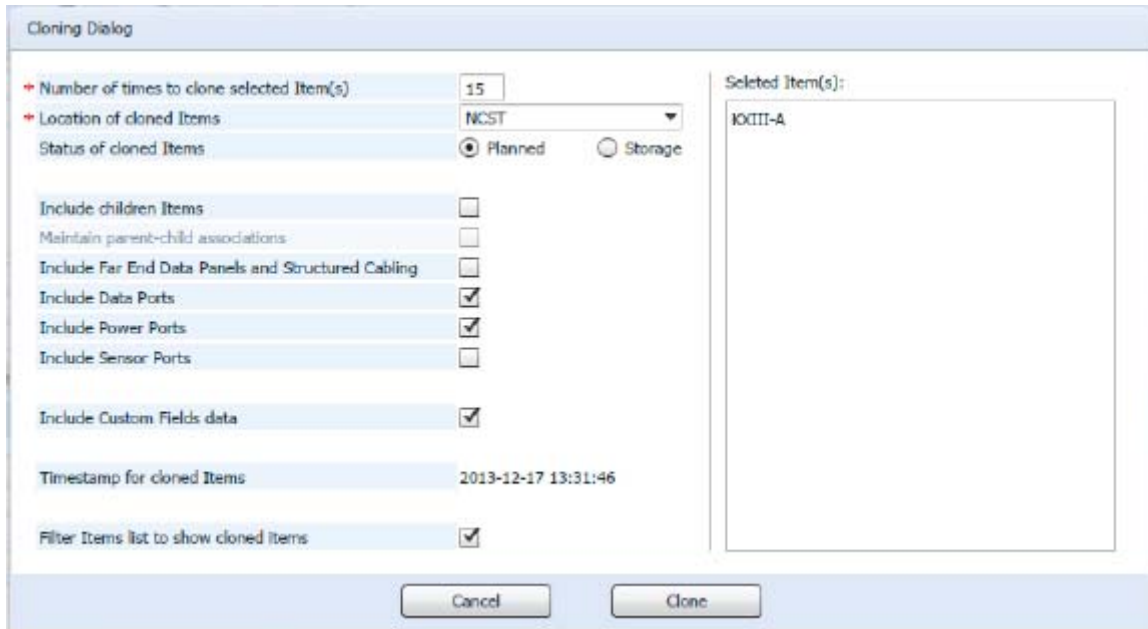 Cloning Dialog
Number of times to clone selected Item(s) 15
Location of cloned Items NCST
Status of cloned Items Planned Storage
Include children Items
Maintain parent-child associations
Include Far End Data Panels and Structured Cabling
Include Data Ports
Include Power Ports
Include Sensor Ports
Include Custom Fields data
Timestamp for cloned Items 2013-12-17 13:31:46
Filter Items list to show cloned items
Seleted Item(s):
Cancel Clone